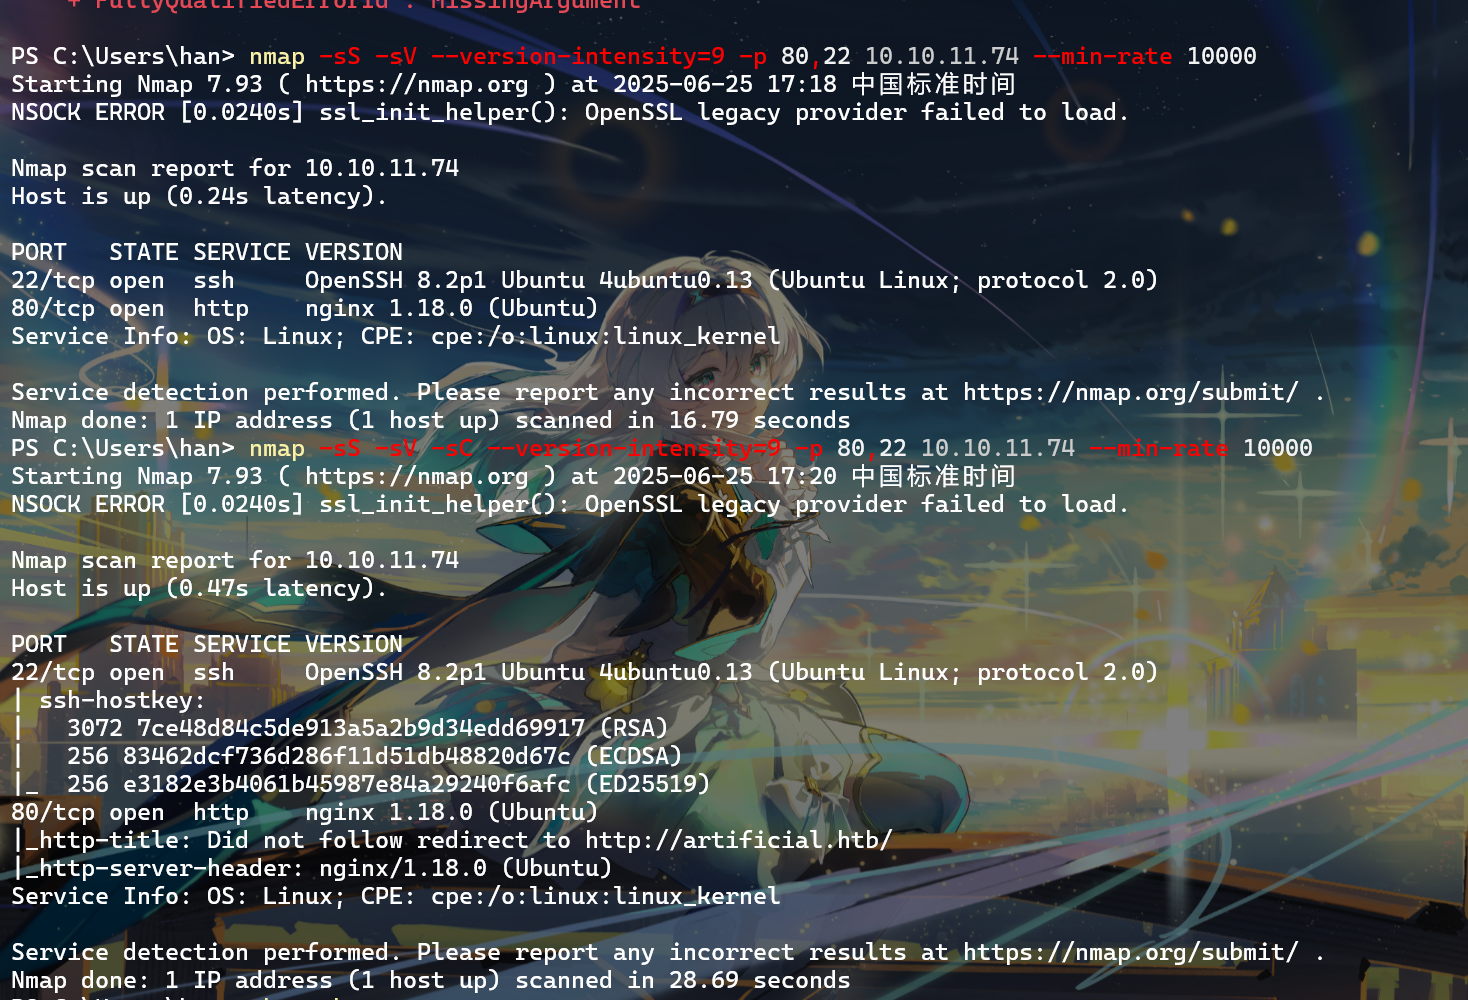 + FullyQualifiedErrorId : MissingArgument
PS C:\Users\han> nmap -sS -sV --version-intensity=9 -p 80,22 10.10.11.74 --min-rate 10000
Starting Nmap 7.93 ( https://nmap.org ) at 2025-06-25 17:18 中国标准时间
NSOCK ERROR [0.0240s] ssl_init_helper(): OpenSSL legacy provider failed to load.
Nmap scan report for 10.10.11.74
Host is up (0.24s latency).
PORT   STATE SERVICE VERSION
22/tcp open  ssh     OpenSSH 8.2p1 Ubuntu 4ubuntu0.13 (Ubuntu Linux; protocol 2.0)
80/tcp open  http    nginx 1.18.0 (Ubuntu)
Service Info: OS: Linux; CPE: cpe:/o:linux:linux_kernel
Service detection performed. Please report any incorrect results at https://nmap.org/submit/ .
Nmap done: 1 IP address (1 host up) scanned in 16.79 seconds
PS C:\Users\han> nmap -sS -sV -sC --version-intensity=9 -p 80,22 10.10.11.74 --min-rate 10000
Starting Nmap 7.93 ( https://nmap.org ) at 2025-06-25 17:20 中国标准时间
NSOCK ERROR [0.0240s] ssl_init_helper(): OpenSSL legacy provider failed to load.
Nmap scan report for 10.10.11.74
Host is up (0.47s latency).
PORT   STATE SERVICE VERSION
22/tcp open  ssh     OpenSSH 8.2p1 Ubuntu 4ubuntu0.13 (Ubuntu Linux; protocol 2.0)
| ssh-hostkey:
|   3072 7ce48d84c5de913a5a2b9d34edd69917 (RSA)
|   256 83462dcf736d286f11d51db48820d67c (ECDSA)
|_  256 e3182e3b4061b45987e84a29240f6afc (ED25519)
80/tcp open  http    nginx 1.18.0 (Ubuntu)
|_http-title: Did not follow redirect to http://artificial.htb/
|_http-server-header: nginx/1.18.0 (Ubuntu)
Service Info: OS: Linux; CPE: cpe:/o:linux:linux_kernel
Service detection performed. Please report any incorrect results at https://nmap.org/submit/ .
Nmap done: 1 IP address (1 host up) scanned in 28.69 seconds